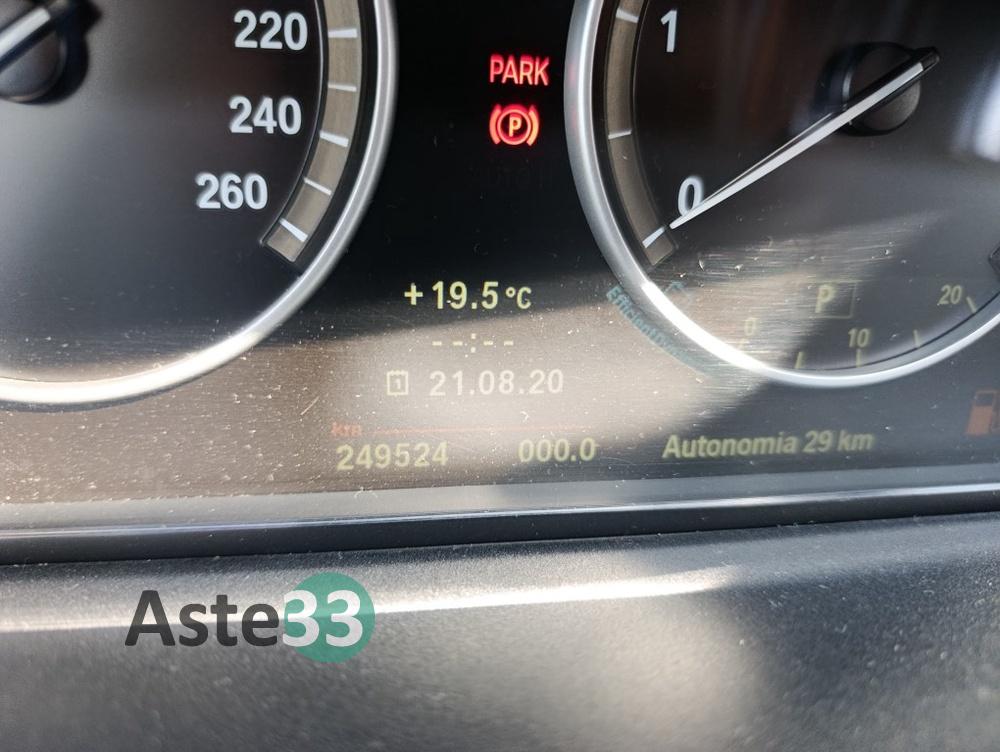 220
240
260
PARK
P
1
0
+19.5 °C
--:--
1 21.08.20
km
249524 000.0
Autonomia 29 km
P
0 10 20
Aste33